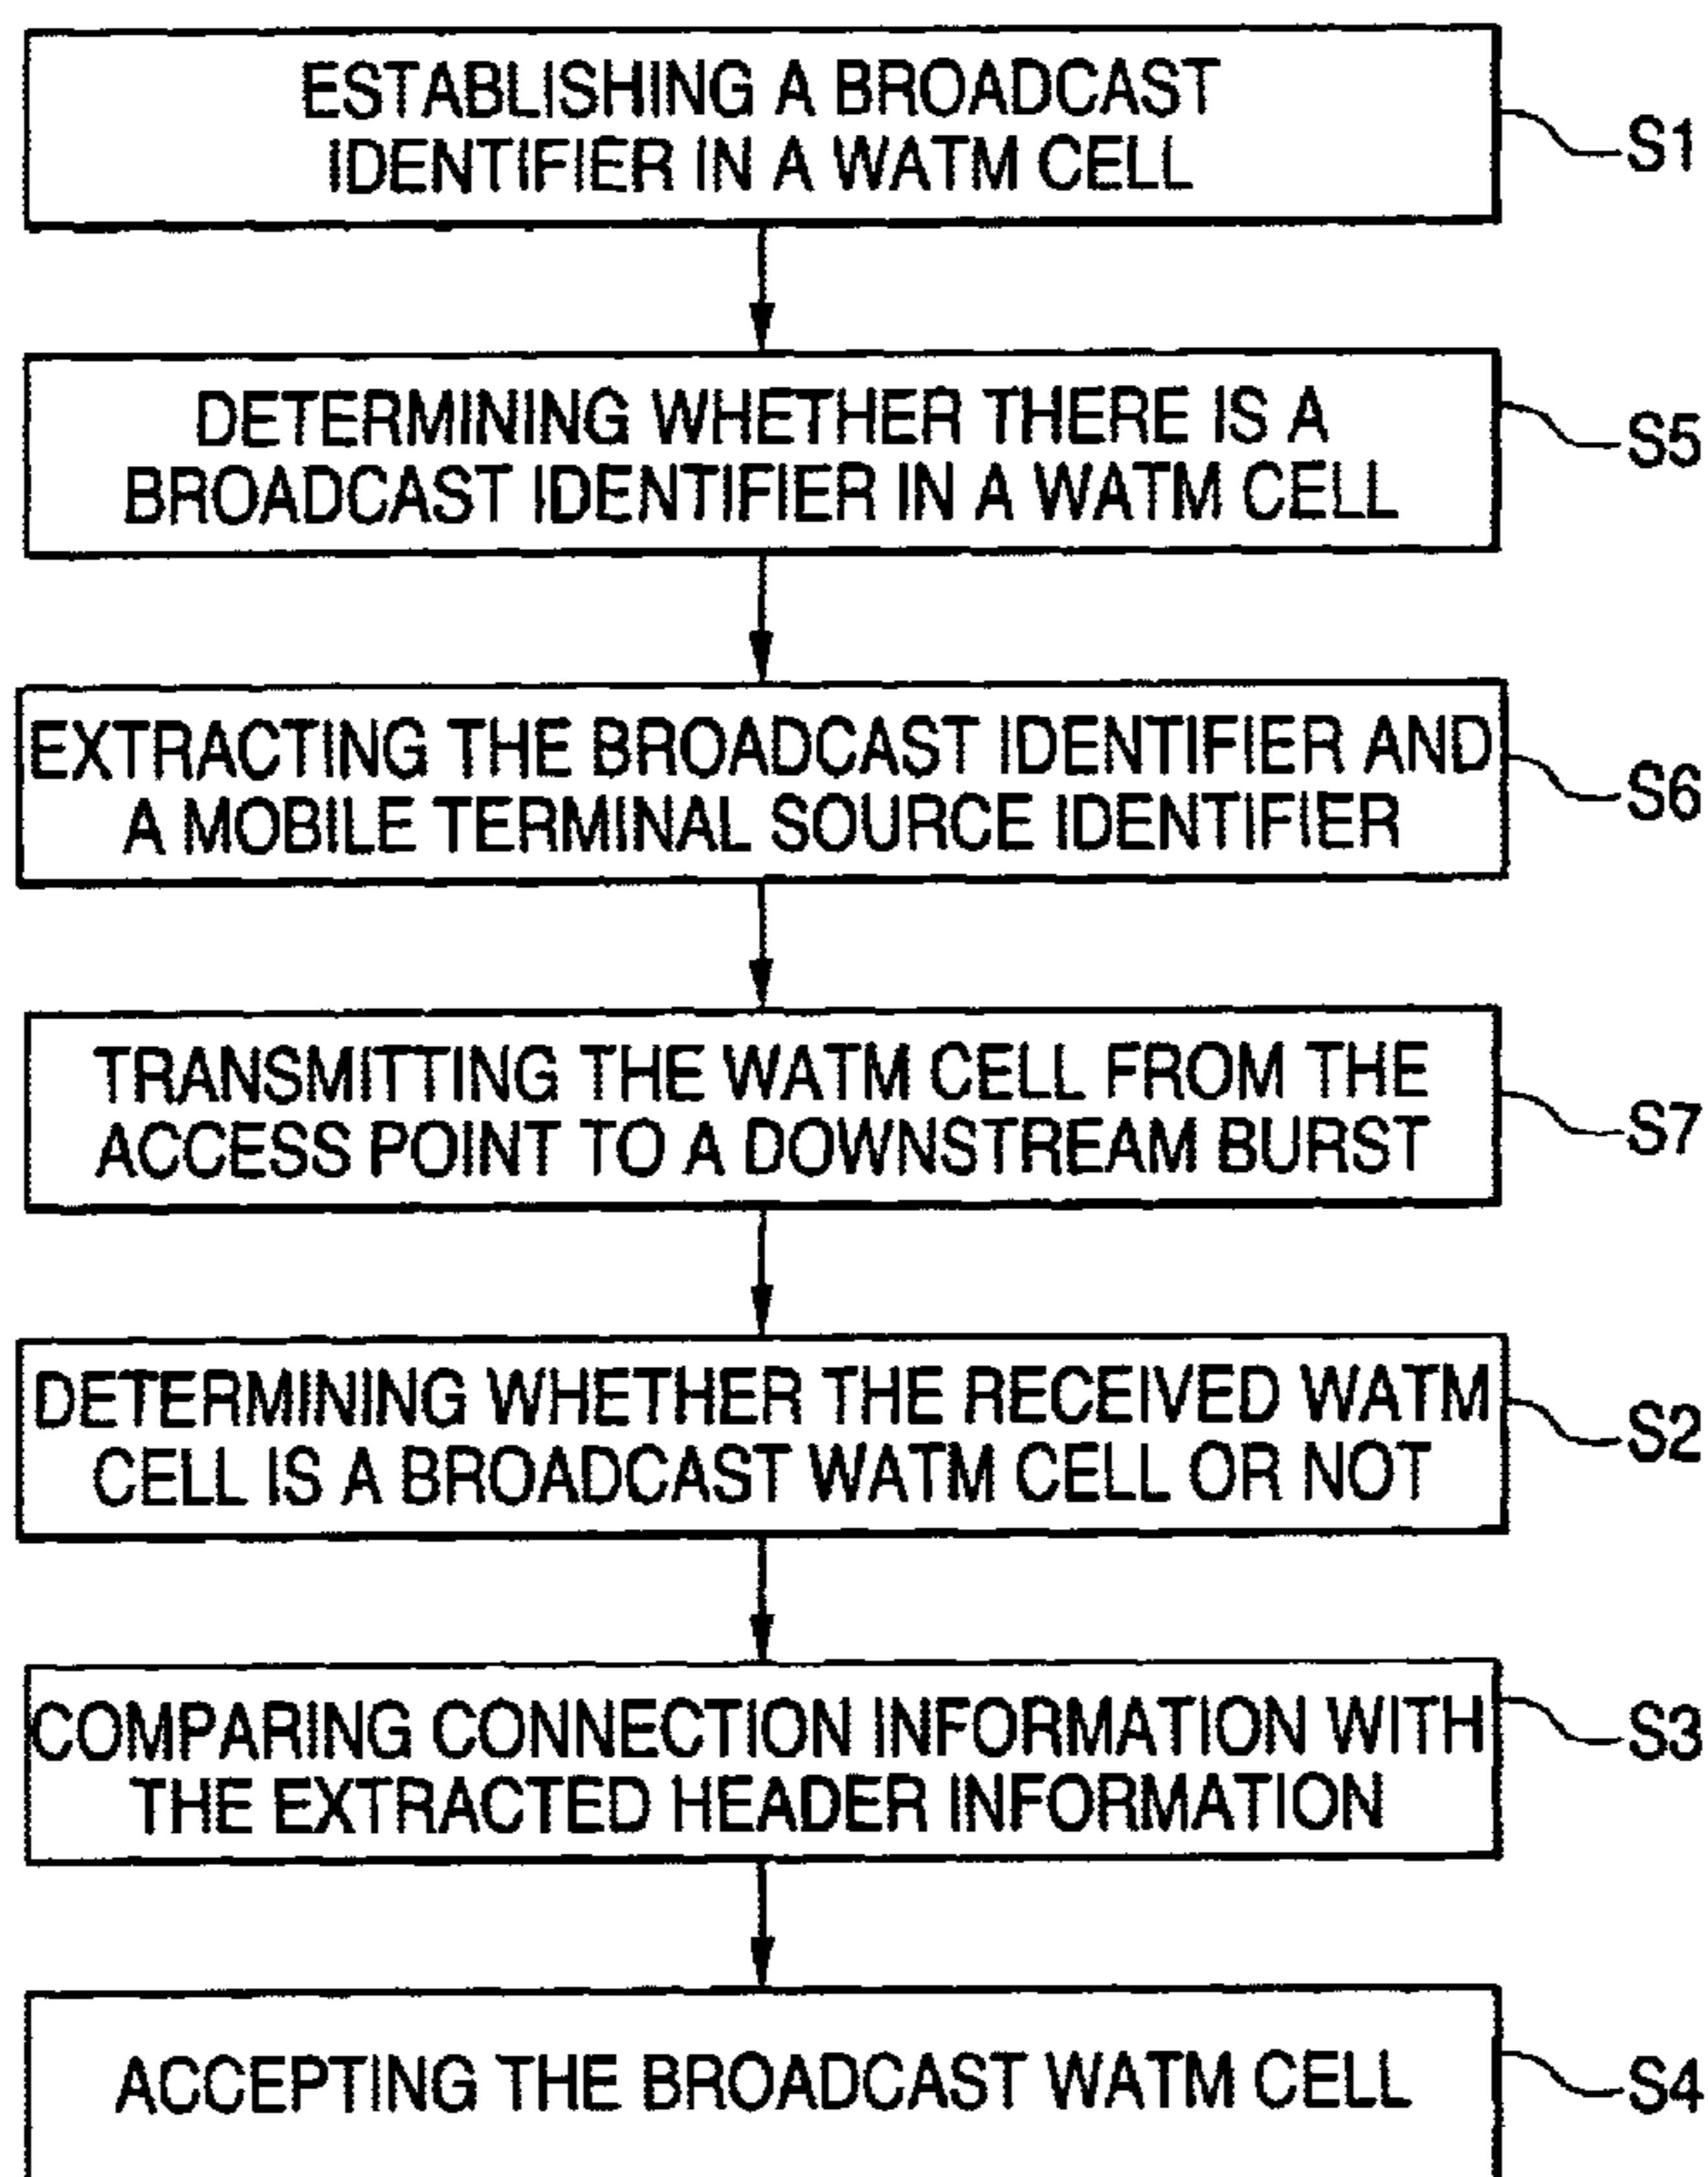 ESTABLISHING A BROADCAST
IDENTIFIER IN A WATM CELL
S1
DETERMINING WHETHER THERE IS A
BROADCAST IDENTIFIER IN A WATM CELL
S5
EXTRACTING THE BROADCAST IDENTIFIER AND
A MOBILE TERMINAL SOURCE IDENTIFIER
S6
TRANSMITTING THE WATM CELL FROM THE
ACCESS POINT TO A DOWNSTREAM BURST
S7
DETERMINING WHETHER THE RECEIVED WATM
CELL IS A BROADCAST WATM CELL OR NOT
S2
COMPARING CONNECTION INFORMATION WITH
THE EXTRACTED HEADER INFORMATION
S3
ACCEPTING THE BROADCAST WATM CELL
S4